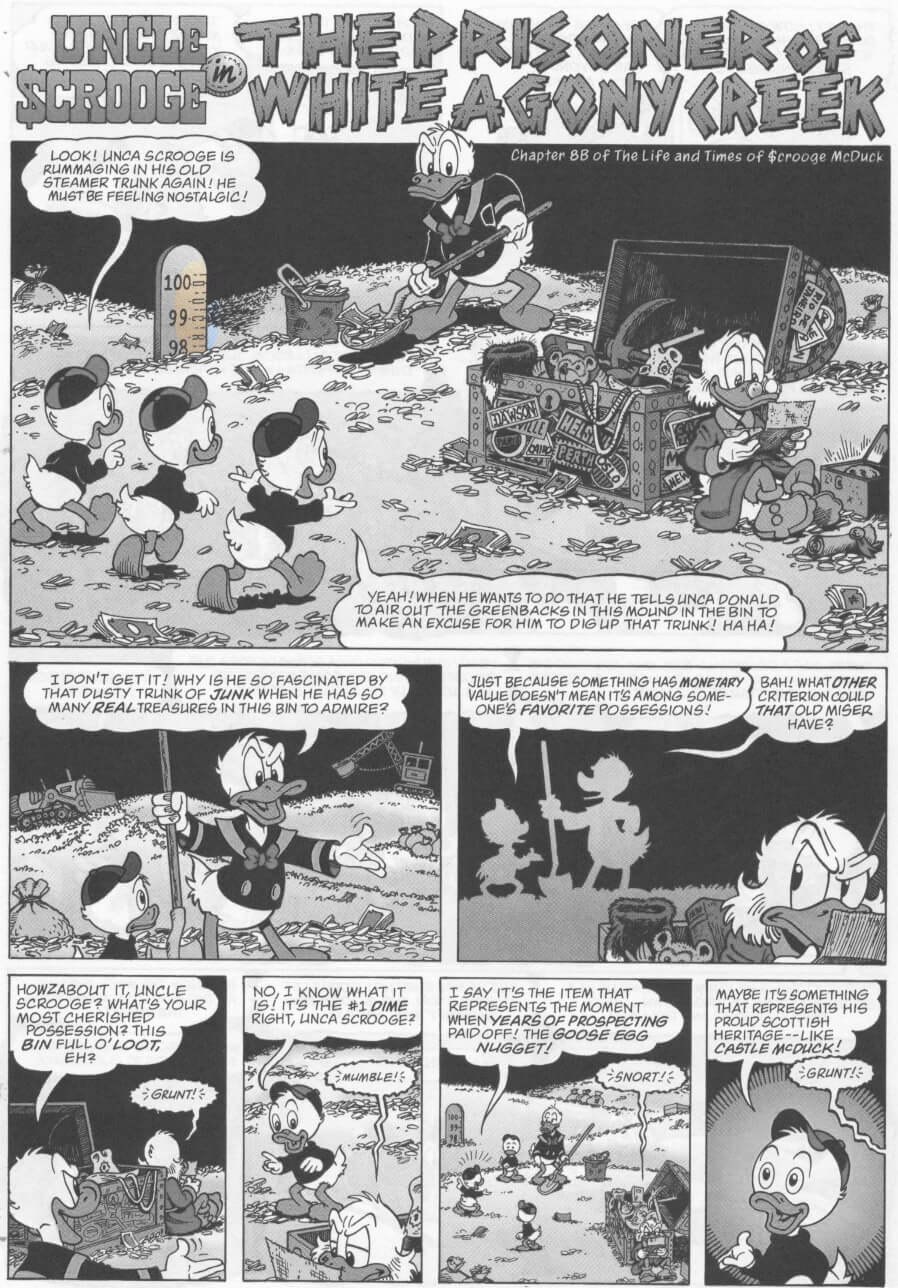 UNCLE
$CROOGE
in
THE PRISONER OF
WHITE AGONY CREEK
Chapter 8B of The Life and Times of $crooge McDuck
LOOK! UNCA SCROOGE IS
RUMMAGING IN HIS OLD
STEAMER TRUNK AGAIN! HE
MUST BE FEELING NOSTALGIC!
100
99
98
RIO DE
JANEIRO
DAWSON
VILLE
CAIRO
PERTH
YEAH! WHEN HE WANTS TO DO THAT HE TELLS UNCA DONALD
TO AIR OUT THE GREENBACKS IN THIS MOUND IN THE BIN TO
MAKE AN EXCUSE FOR HIM TO DIG UP THAT TRUNK! HA HA!
I DON'T GET IT! WHY IS HE SO FASCINATED BY
THAT DUSTY TRUNK OF JUNK WHEN HE HAS SO
MANY REAL TREASURES IN THIS BIN TO ADMIRE?
JUST BECAUSE SOMETHING HAS MONETARY
VALUE DOESN'T MEAN IT'S AMONG SOME-
ONE'S FAVORITE POSSESSIONS!
BAH! WHAT OTHER
CRITERION COULD
THAT OLD MISER
HAVE?
HOWZABOUT IT, UNCLE
SCROOGE? WHAT'S YOUR
MOST CHERISHED
POSSESSION? THIS
BIN FULL O' LOOT,
EH?
GRUNT!
NO, I KNOW WHAT IT
IS! IT'S THE #1 DIME
RIGHT, UNCA SCROOGE?
MUMBLE!
I SAY IT'S THE ITEM THAT
REPRESENTS THE MOMENT
WHEN YEARS OF PROSPECTING
PAID OFF! THE GOOSE EGG
NUGGET!
SNORT!
100
99
98
MAYBE IT'S SOMETHING
THAT REPRESENTS HIS
PROUD SCOTTISH
HERITAGE--LIKE
CASTLE McDUCK!
GRUNT!